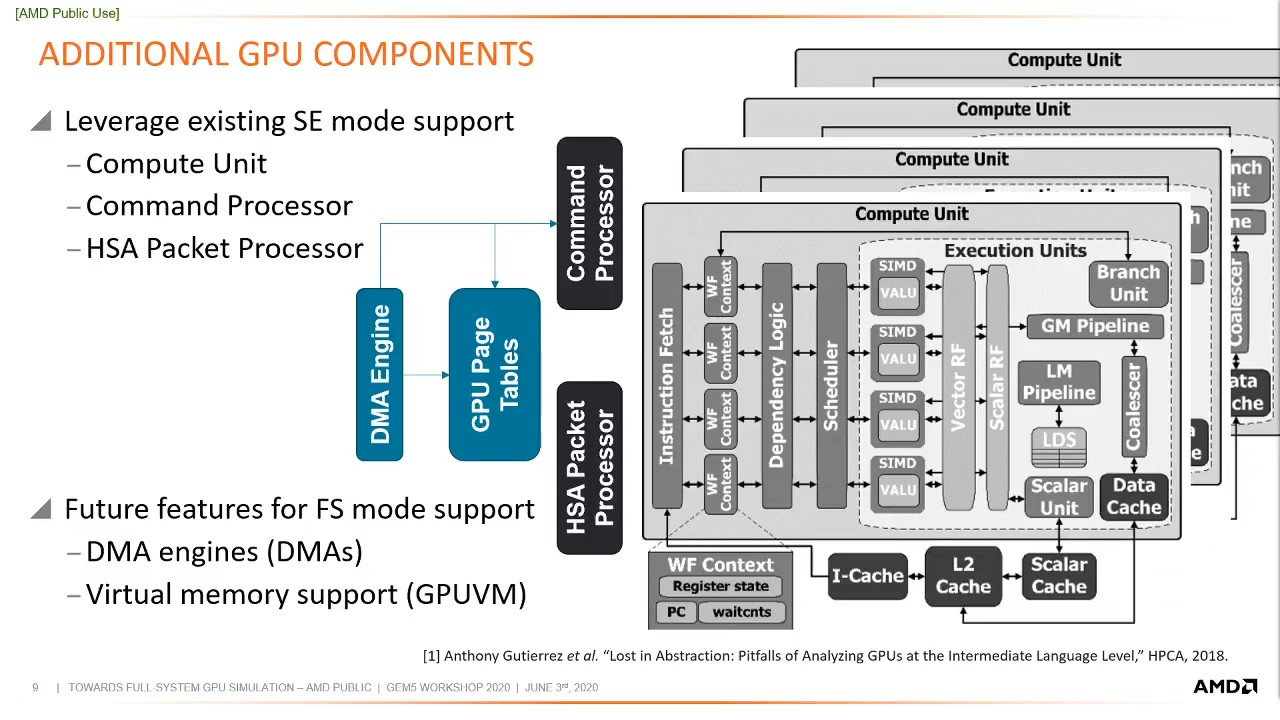 [AMD Public Use]
ADDITIONAL GPU COMPONENTS
Leverage existing SE mode support
– Compute Unit
– Command Processor
– HSA Packet Processor
DMA Engine
GPU Page
Tables
Command
Processor
HSA Packet
Processor
Future features for FS mode support
– DMA engines (DMAs)
– Virtual memory support (GPUVM)
Compute Unit
Compute Unit
Compute Unit
Compute Unit
Execution Units
Instruction Fetch
WF
Context
WF
Context
WF
Context
WF
Context
Dependency Logic
Scheduler
SIMD
VALU
SIMD
VALU
SIMD
VALU
SIMD
VALU
Vector RF
Scalar RF
Branch
Unit
GM Pipeline
LM
Pipeline
LDS
Coalescer
Scalar
Unit
Data
Cache
Coalescer
WF Context
Register state
PC
waitcnts
I-Cache
L2
Cache
Scalar
Cache
[1] Anthony Gutierrez et al. “Lost in Abstraction: Pitfalls of Analyzing GPUs at the Intermediate Language Level,” HPCA, 2018.
9 | TOWARDS FULL-SYSTEM GPU SIMULATION – AMD PUBLIC | GEM5 WORKSHOP 2020 | JUNE 3rd, 2020
AMD